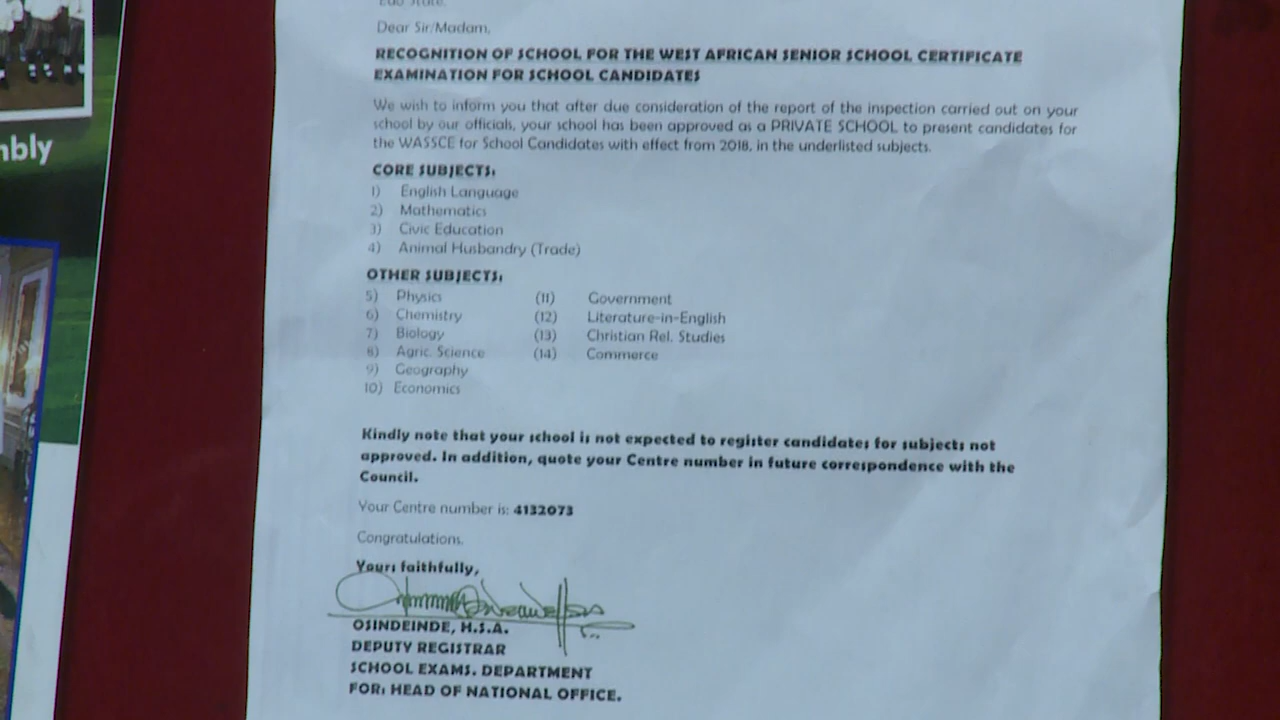 Edo State.
Dear Sir/Madam,
RECOGNITION OF SCHOOL FOR THE WEST AFRICAN SENIOR SCHOOL CERTIFICATE
EXAMINATION FOR SCHOOL CANDIDATES
We wish to inform you that after due consideration of the report of the inspection carried out on your
school by our officials, your school has been approved as a PRIVATE SCHOOL to present candidates for
the WASSCE for School Candidates with effect from 2018, in the underlisted subjects.
CORE SUBJECTS:
1) English Language
2) Mathematics
3) Civic Education
4) Animal Husbandry (Trade)
OTHER SUBJECTS:
5) Physics (11) Government
6) Chemistry (12) Literature-in-English
7) Biology (13) Christian Rel. Studies
8) Agric. Science (14) Commerce
9) Geography
10) Economics
Kindly note that your school is not expected to register candidates for subjects not
approved. In addition, quote your Centre number in future correspondence with the
Council.
Your Centre number is: 4132073
Congratulations.
Yours faithfully,
OSINDEINDE, H.S.A.
DEPUTY REGISTRAR
SCHOOL EXAMS. DEPARTMENT
FOR: HEAD OF NATIONAL OFFICE.
mbly